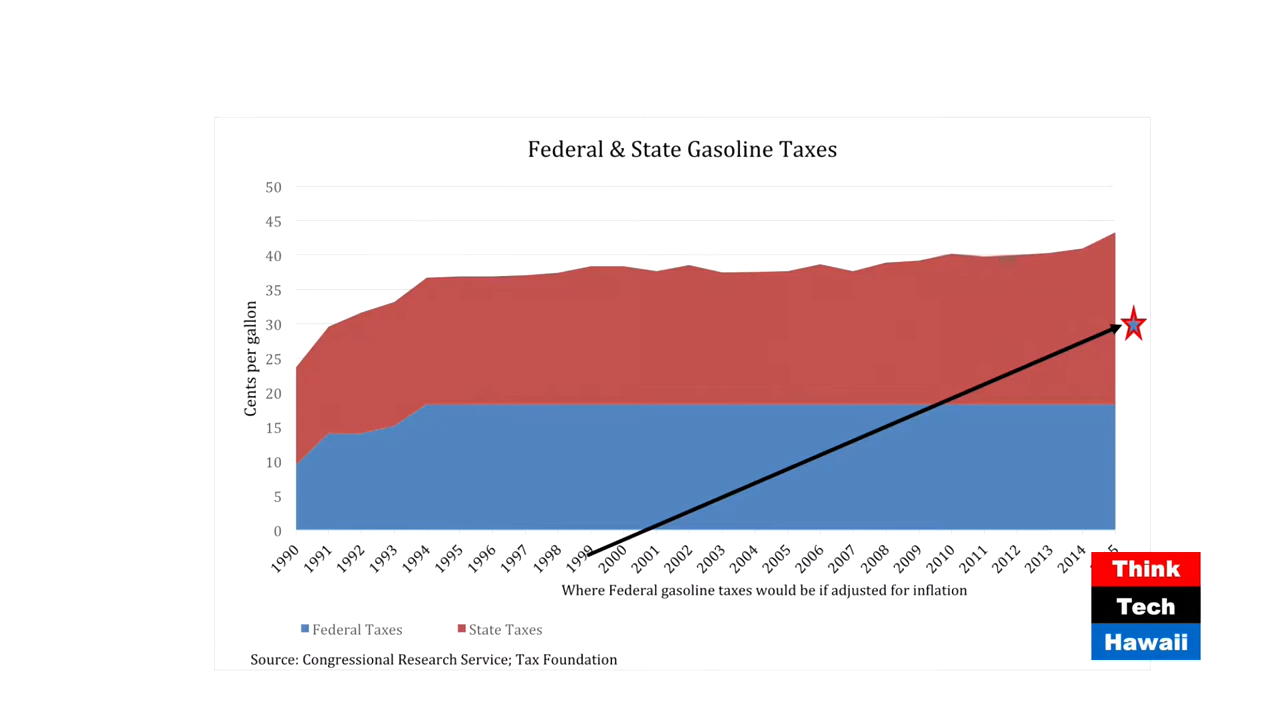 Federal & State Gasoline Taxes
50
45
40
35
30
25
20
15
10
5
0
Cents per gallon
1990 1991 1992 1993 1994 1995 1996 1997 1998 1999 2000 2001 2002 2003 2004 2005 2006 2007 2008 2009 2010 2011 2012 2013 2014
Where Federal gasoline taxes would be if adjusted for inflation
Federal Taxes State Taxes
Source: Congressional Research Service; Tax Foundation
Think
Tech
Hawaii